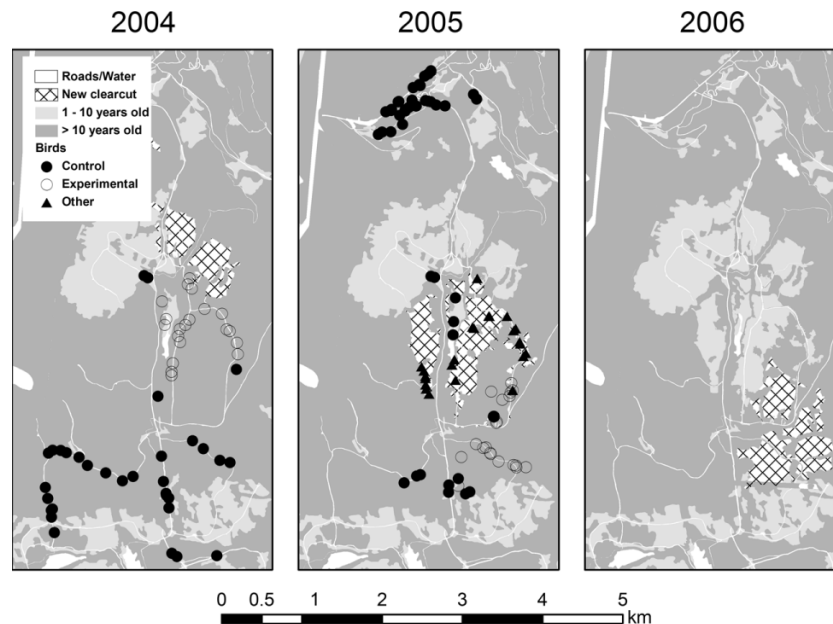 2004 2005 2006
Roads/Water
New clearcut
1 - 10 years old
> 10 years old
Birds
Control
Experimental
Other
0 0.5 1 2 3 4 5
km